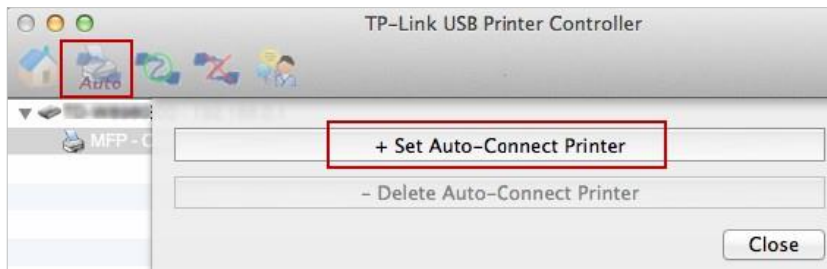 TP-Link USB Printer Controller
Auto
MFP - C
+ Set Auto-Connect Printer
- Delete Auto-Connect Printer
Close